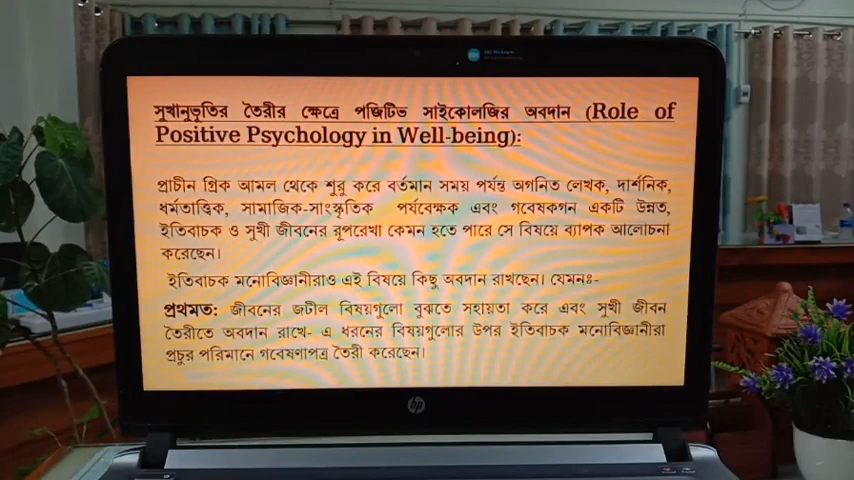 সুখানুভূতির তৈরীর ক্ষেত্রে পজিটিভ সাইকোলজির অবদান (Role of
Positive Psychology in Well-being):
প্রাচীন গ্রিক আমল থেকে শুরু করে বর্তমান সময় পর্যন্ত অগনিত লেখক, দার্শনিক,
ধর্মতাত্ত্বিক, সামাজিক-সাংস্কৃতিক পর্যবেক্ষক এবং গবেষকগন একটি উন্নত,
ইতিবাচক ও সুখী জীবনের রূপরেখা কেমন হতে পারে সে বিষয়ে ব্যাপক আলোচনা
করেছেন।
ইতিবাচক মনোবিজ্ঞানীরাও এই বিষয়ে কিছু অবদান রাখছেন। যেমনঃ-
প্রথমত: জীবনের জটীল বিষয়গুলো বুঝতে সহায়তা করে এবং সুখী জীবন
তৈরীতে অবদান রাখে- এ ধরনের বিষয়গুলোর উপর ইতিবাচক মনোবিজ্ঞানীরা
প্রচুর পরিমানে গবেষণাপত্র তৈরী করেছেন।
hp